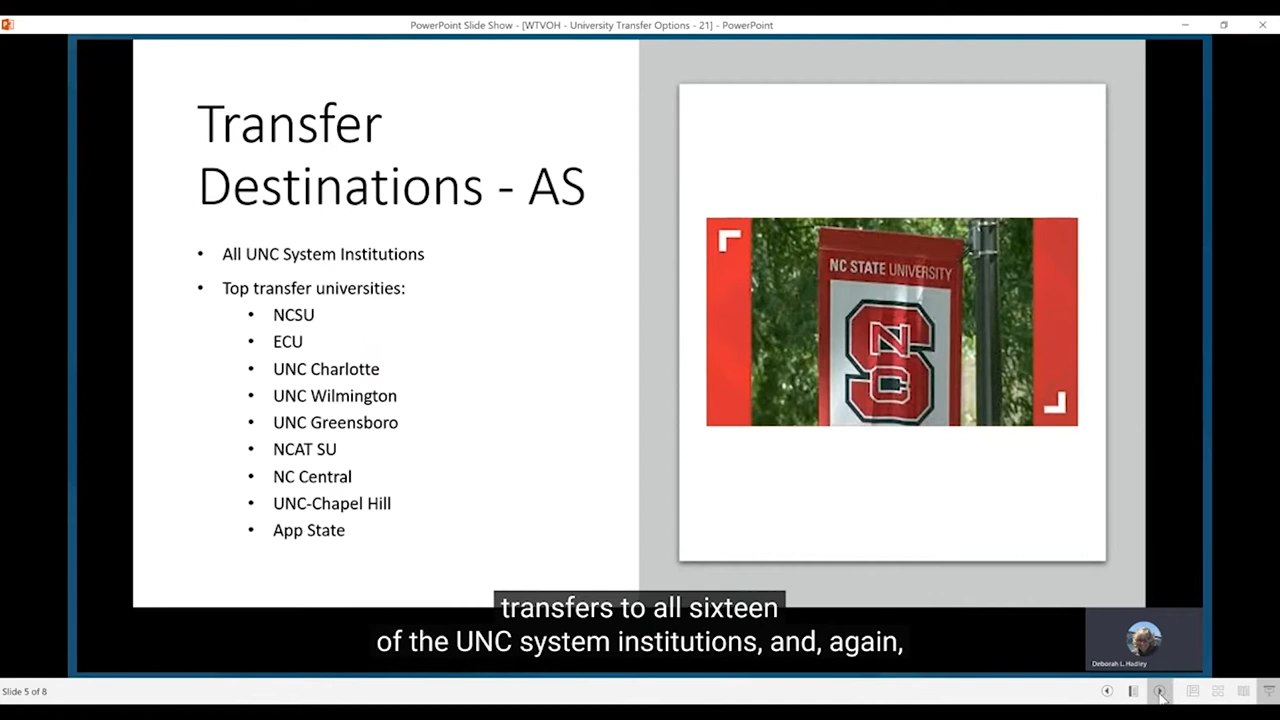 PowerPoint Slide Show - [WTVOH - University Transfer Options - 21] - PowerPoint
Transfer
Destinations - AS
• All UNC System Institutions
• Top transfer universities:
• NCSU
• ECU
• UNC Charlotte
• UNC Wilmington
• UNC Greensboro
• NCAT SU
• NC Central
• UNC-Chapel Hill
• App State
NC STATE UNIVERSITY
NCS
transfers to all sixteen
of the UNC system institutions, and, again,
Deborah L. Hadley
Slide 5 of 8